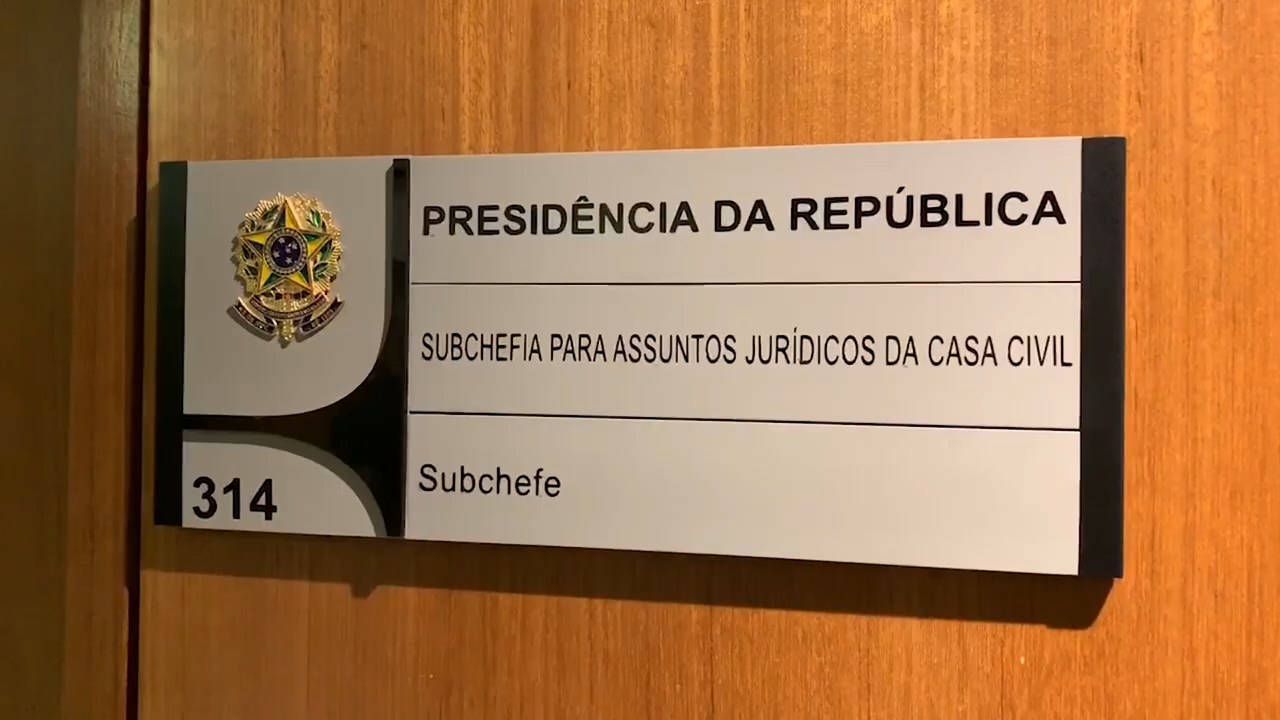 PRESIDÊNCIA DA REPÚBLICA
SUBCHEFIA PARA ASSUNTOS JURÍDICOS DA CASA CIVIL
314
Subchefe